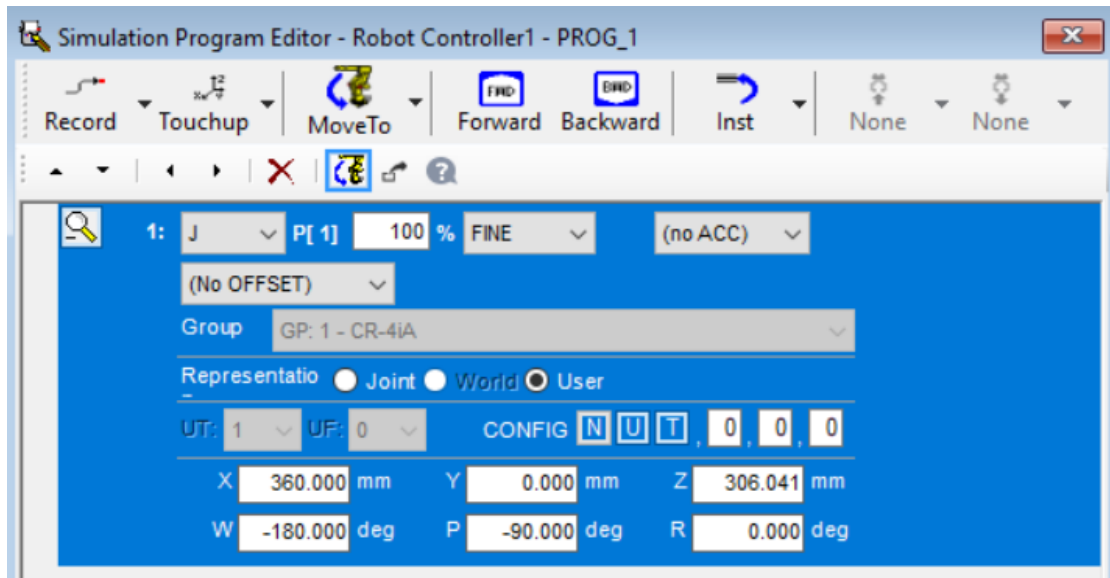 Simulation Program Editor - Robot Controller1 - PROG_1
Record Touchup MoveTo FWD Forward BWD Backward Inst None None
1: J P[ 1] 100 % FINE (no ACC)
(No OFFSET)
Group GP: 1 - CR-4iA
Representatio Joint World User
UT: 1 UF: 0 CONFIG N U T , 0 , 0 , 0
X 360.000 mm Y 0.000 mm Z 306.041 mm
W -180.000 deg P -90.000 deg R 0.000 deg